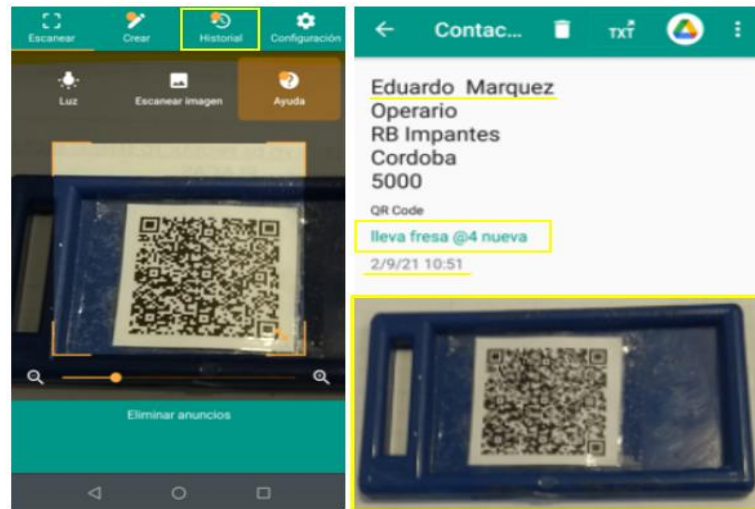 Escanear
Crear
Historial
Configuración
Luz
Escanear imagen
Ayuda
Eliminar anuncios
Contac...
TXT
Eduardo Marquez
Operario
RB Impantes
Cordoba
5000
QR Code
lleva fresa @4 nueva
2/9/21 10:51